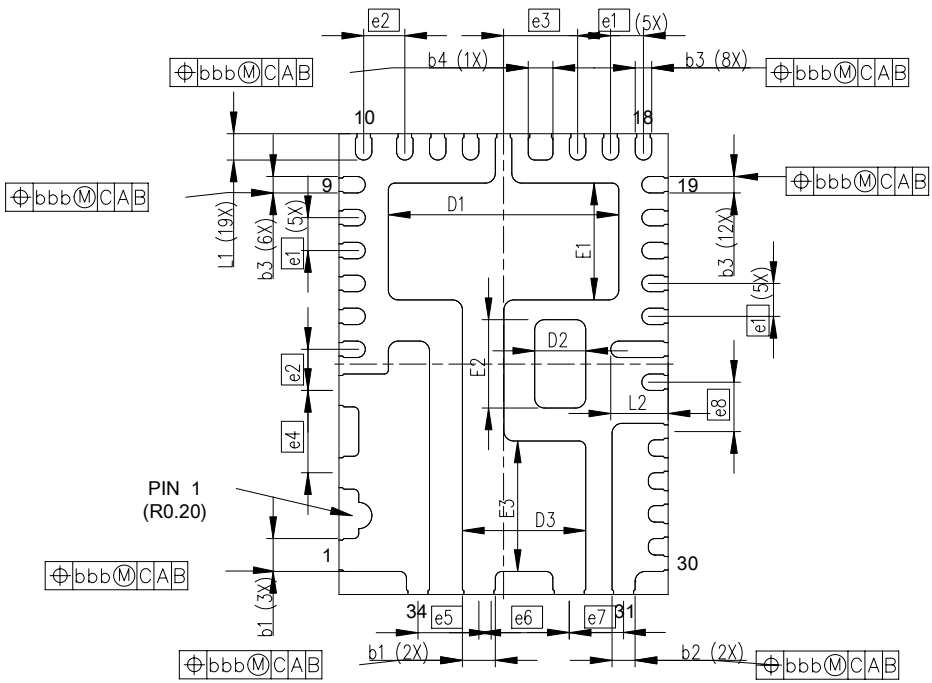 e2
e3
e1 (5X)
b4 (1X)
b3 (8X)
⌖bbbⓂCAB
⌖bbbⓂCAB
10
18
9
19
⌖bbbⓂCAB
⌖bbbⓂCAB
L1 (19X)
b3 (6X)
e1 (5X)
D1
E1
b3 (12X)
e1 (5X)
e2
E2
D2
L2
e8
e4
PIN 1
(R0.20)
E3
D3
1
30
⌖bbbⓂCAB
b1 (3X)
34
e5
e6
e7
31
b1 (2X)
b2 (2X)
⌖bbbⓂCAB
⌖bbbⓂCAB